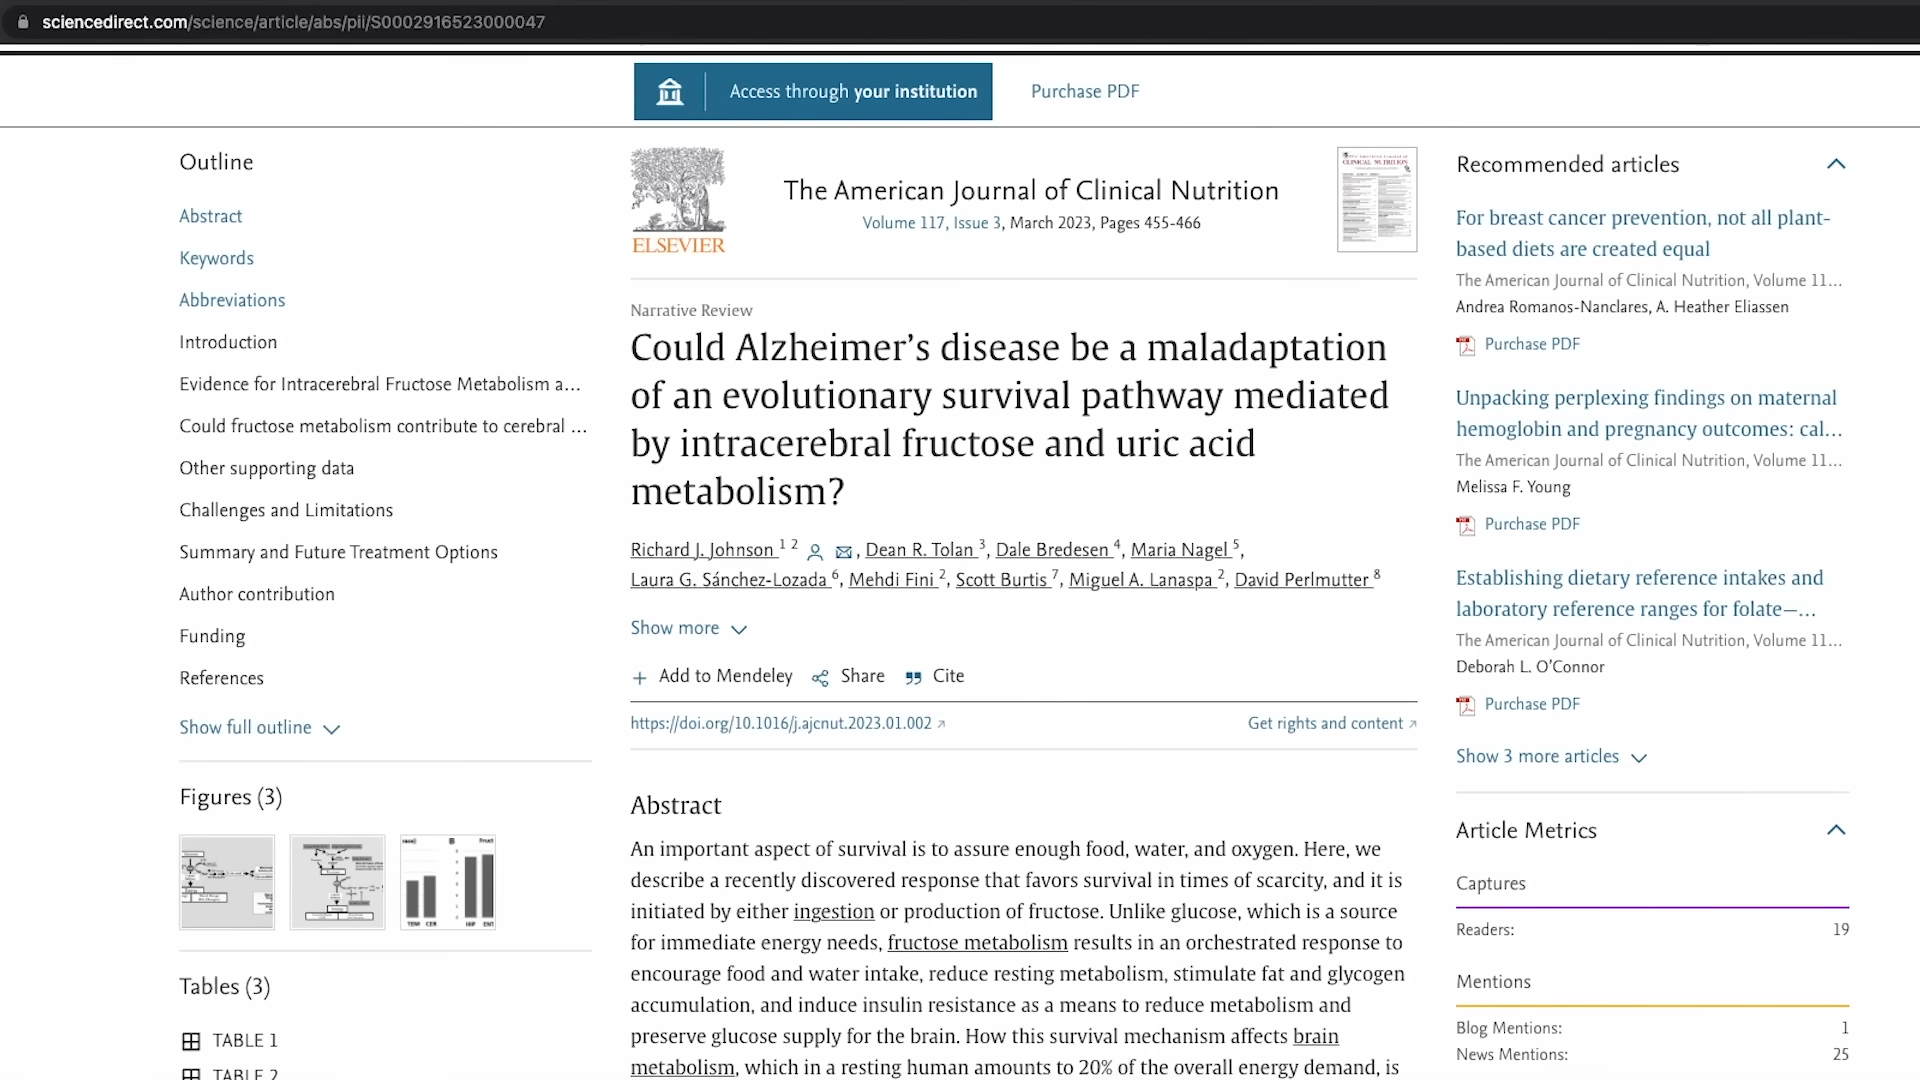 sciencedirect.com/science/article/abs/pii/S0002916523000047
Access through your institution
Purchase PDF
Outline
Abstract
Keywords
Abbreviations
Introduction
Evidence for Intracerebral Fructose Metabolism a...
Could fructose metabolism contribute to cerebral ...
Other supporting data
Challenges and Limitations
Summary and Future Treatment Options
Author contribution
Funding
References
Show full outline
Figures (3)
Tables (3)
TABLE 1
TABLE 2
ELSEVIER
The American Journal of Clinical Nutrition
Volume 117, Issue 3, March 2023, Pages 455-466
CLINICAL NUTRITION
Narrative Review
Could Alzheimer’s disease be a maladaptation
of an evolutionary survival pathway mediated
by intracerebral fructose and uric acid
metabolism?
Richard J. Johnson 1 2, Dean R. Tolan 3, Dale Bredesen 4, Maria Nagel 5,
Laura G. Sánchez-Lozada 6, Mehdi Fini 2, Scott Burtis 7, Miguel A. Lanaspa 2, David Perlmutter 8
Show more
Add to Mendeley Share Cite
https://doi.org/10.1016/j.ajcnut.2023.01.002
Get rights and content
Abstract
An important aspect of survival is to assure enough food, water, and oxygen. Here, we
describe a recently discovered response that favors survival in times of scarcity, and it is
initiated by either ingestion or production of fructose. Unlike glucose, which is a source
for immediate energy needs, fructose metabolism results in an orchestrated response to
encourage food and water intake, reduce resting metabolism, stimulate fat and glycogen
accumulation, and induce insulin resistance as a means to reduce metabolism and
preserve glucose supply for the brain. How this survival mechanism affects brain
metabolism, which in a resting human amounts to 20% of the overall energy demand, is
Recommended articles
For breast cancer prevention, not all plant-
based diets are created equal
The American Journal of Clinical Nutrition, Volume 11...
Andrea Romanos-Nanclares, A. Heather Eliassen
Purchase PDF
Unpacking perplexing findings on maternal
hemoglobin and pregnancy outcomes: cal...
The American Journal of Clinical Nutrition, Volume 11...
Melissa F. Young
Purchase PDF
Establishing dietary reference intakes and
laboratory reference ranges for folate—...
The American Journal of Clinical Nutrition, Volume 11...
Deborah L. O’Connor
Purchase PDF
Show 3 more articles
Article Metrics
Captures
Readers: 19
Mentions
Blog Mentions: 1
News Mentions: 25